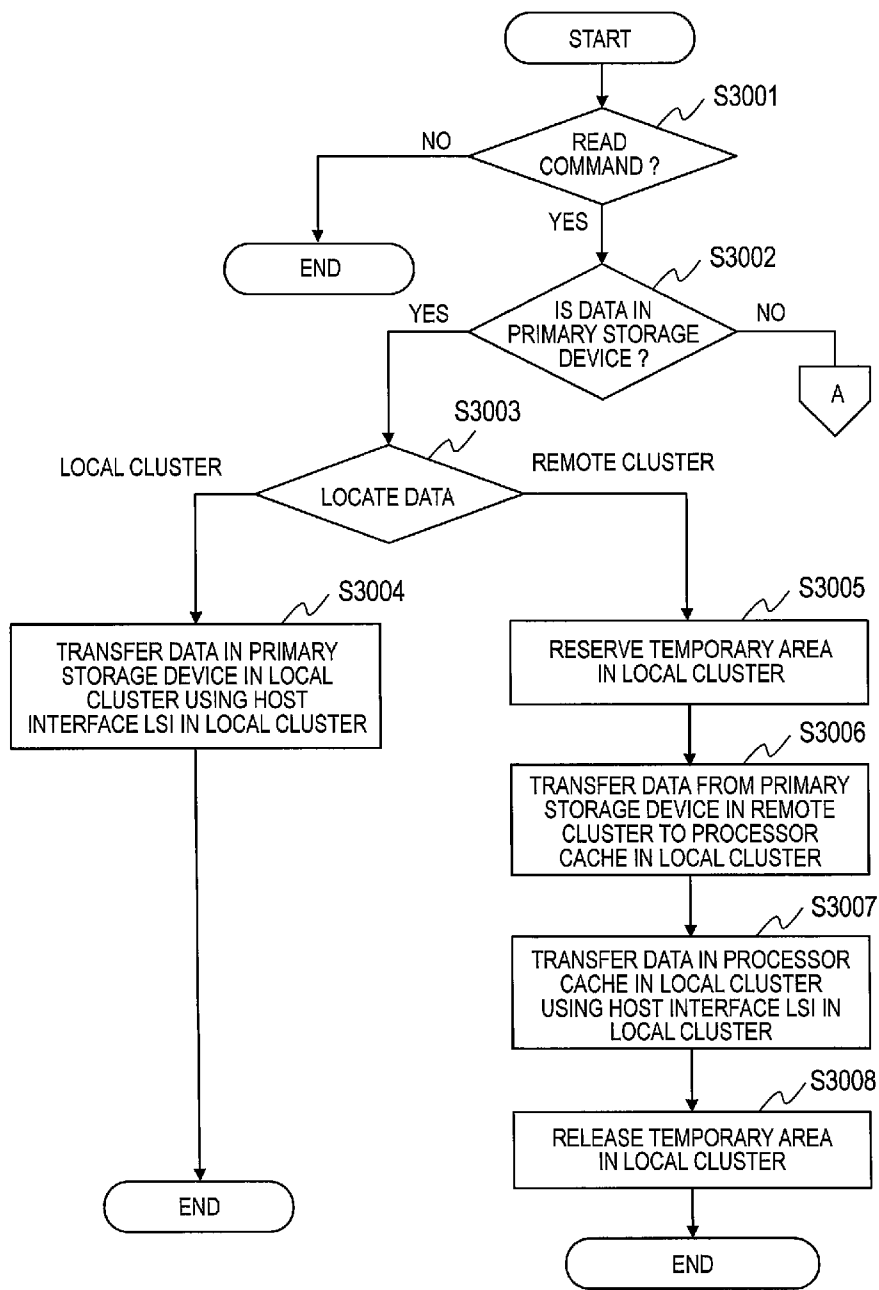 START
S3001
READ
COMMAND ?
NO
YES
END
S3002
IS DATA IN
PRIMARY STORAGE
DEVICE ?
YES
NO
A
S3003
LOCATE DATA
LOCAL CLUSTER
REMOTE CLUSTER
S3004
TRANSFER DATA IN PRIMARY
STORAGE DEVICE IN LOCAL
CLUSTER USING HOST
INTERFACE LSI IN LOCAL CLUSTER
END
S3005
RESERVE TEMPORARY AREA
IN LOCAL CLUSTER
S3006
TRANSFER DATA FROM PRIMARY
STORAGE DEVICE IN REMOTE
CLUSTER TO PROCESSOR
CACHE IN LOCAL CLUSTER
S3007
TRANSFER DATA IN PROCESSOR
CACHE IN LOCAL CLUSTER
USING HOST INTERFACE LSI IN
LOCAL CLUSTER
S3008
RELEASE TEMPORARY AREA
IN LOCAL CLUSTER
END